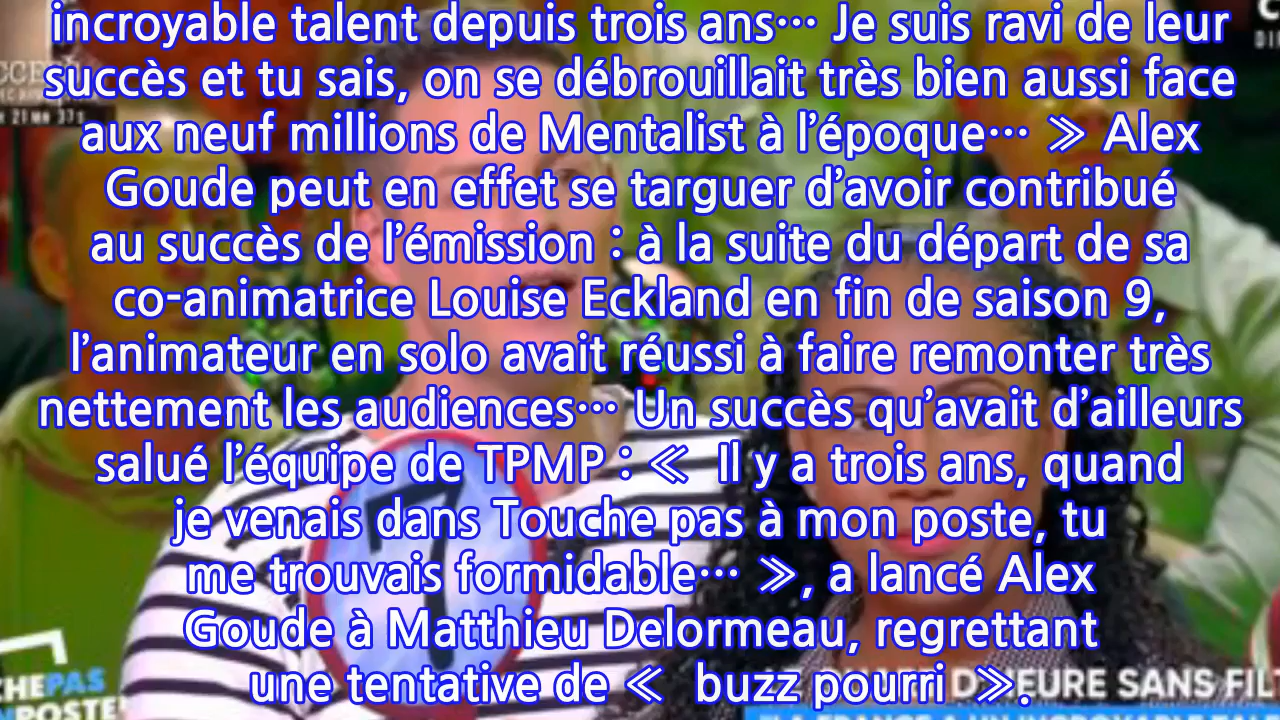 incroyable talent depuis trois ans… Je suis ravi de leur
succès et tu sais, on se débrouillait très bien aussi face
aux neuf millions de Mentalist à l’époque… » Alex
Goude peut en effet se targuer d’avoir contribué
au succès de l’émission : à la suite du départ de sa
co-animatrice Louise Eckland en fin de saison 9,
l’animateur en solo avait réussi à faire remonter très
nettement les audiences… Un succès qu’avait d’ailleurs
salué l’équipe de TPMP : « Il y a trois ans, quand
je venais dans Touche pas à mon poste, tu
me trouvais formidable… », a lancé Alex
Goude à Matthieu Delormeau, regrettant
une tentative de « buzz pourri ».
7
PAS
POSTE
SANS